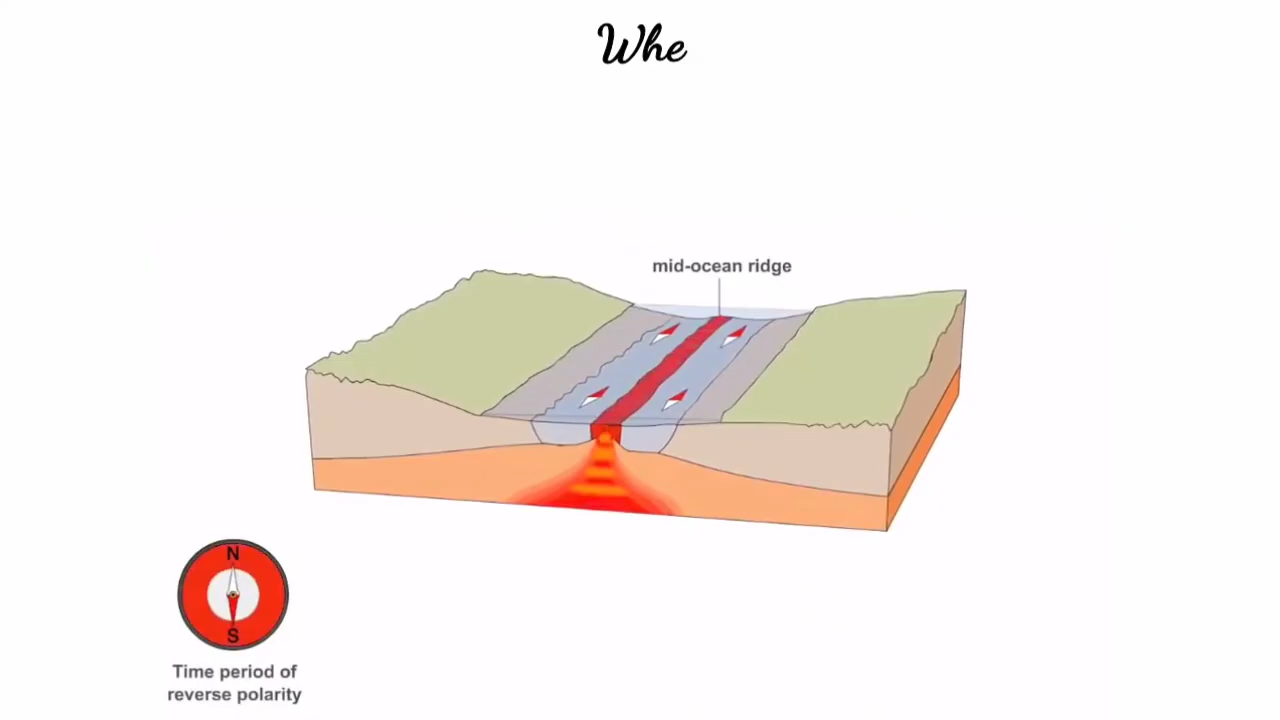 Whe
mid-ocean ridge
N
S
Time period of
reverse polarity